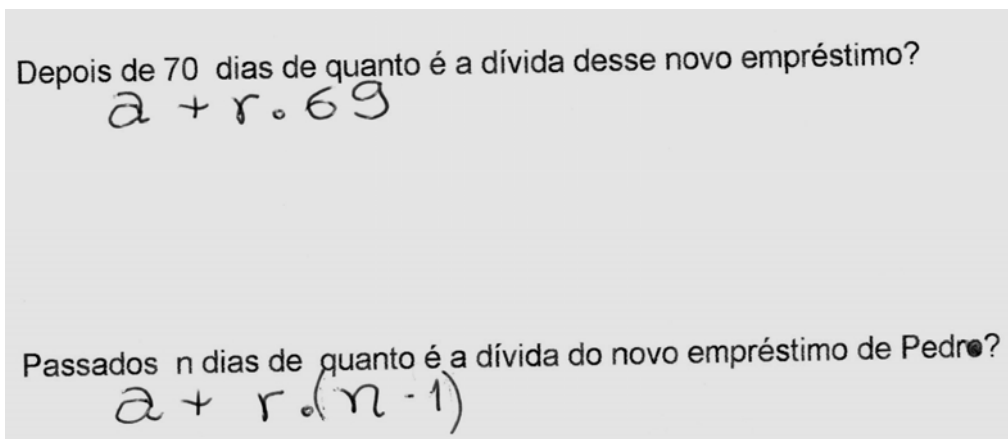 Depois de 70 dias de quanto é a dívida desse novo empréstimo?
a + r . 69
Passados n dias de quanto é a dívida do novo empréstimo de Pedro?
a + r . (n - 1)